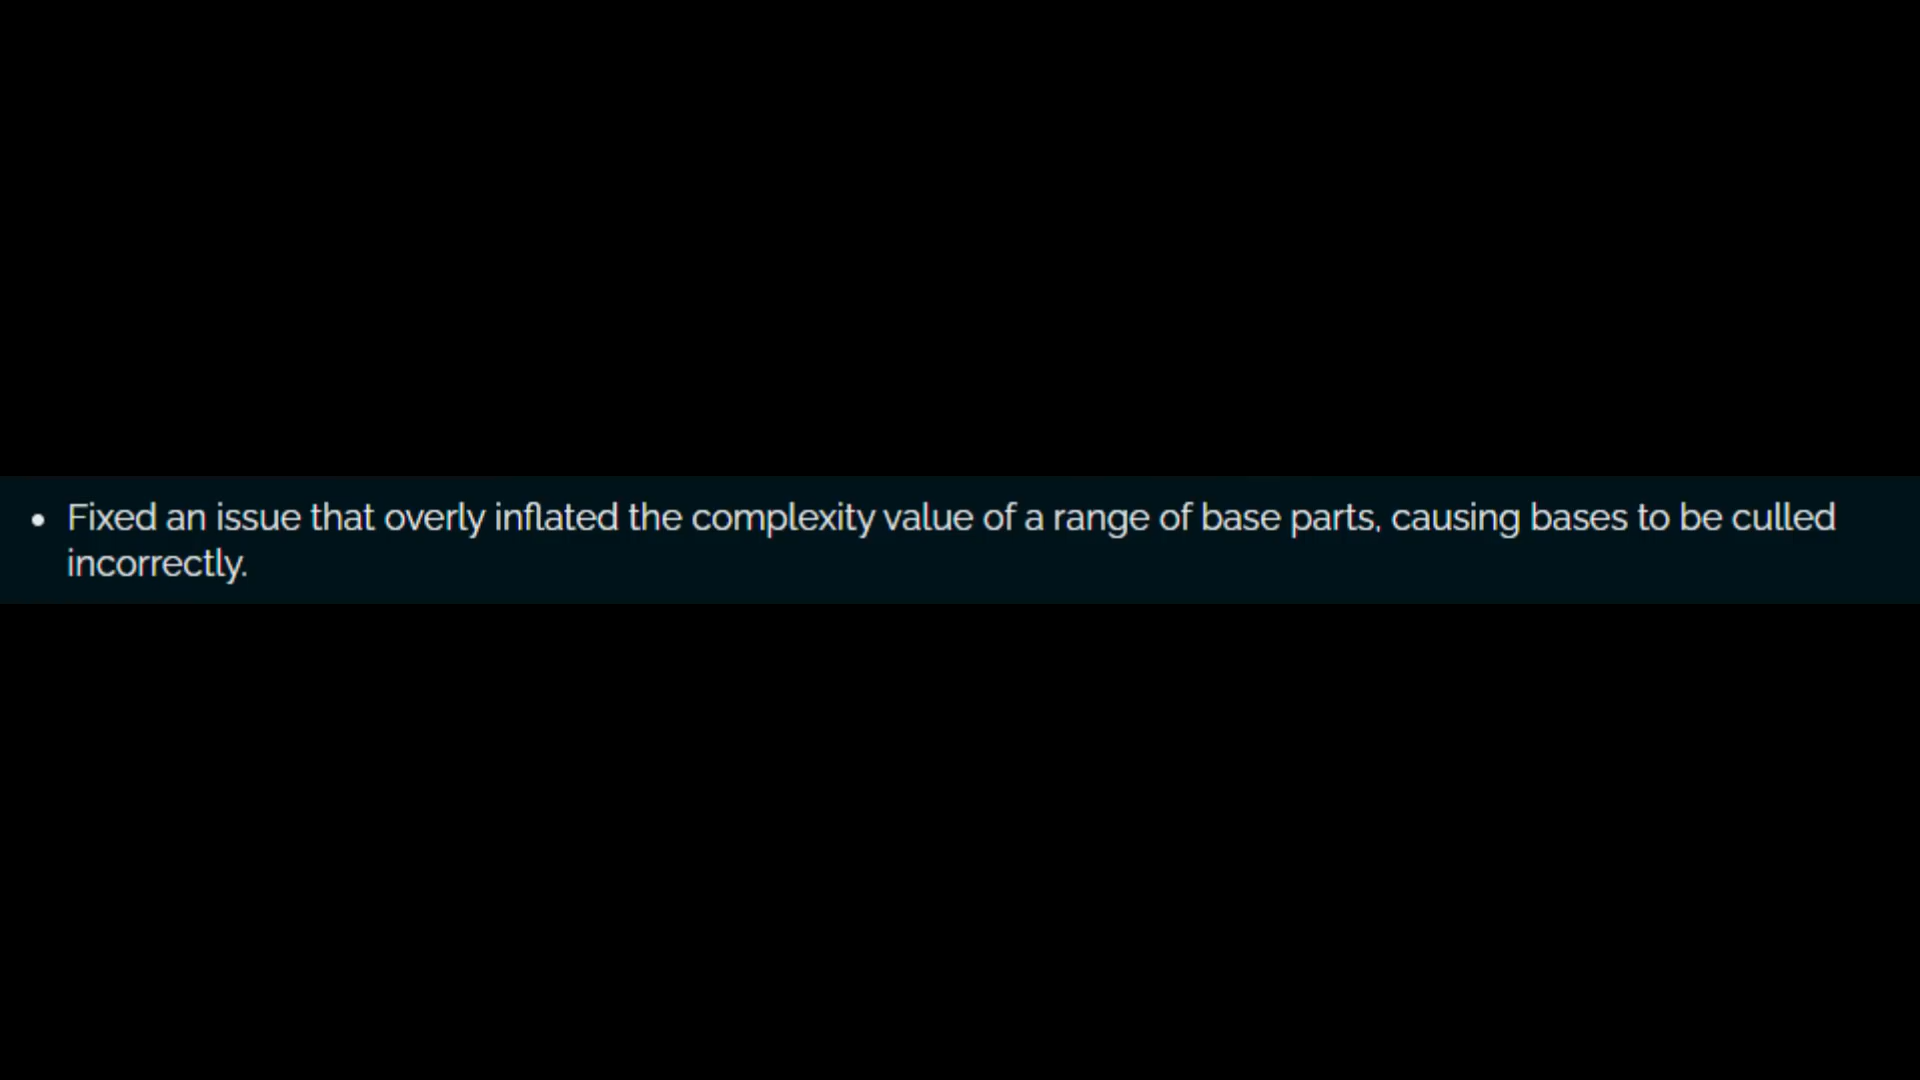 • Fixed an issue that overly inflated the complexity value of a range of base parts, causing bases to be culled
incorrectly.